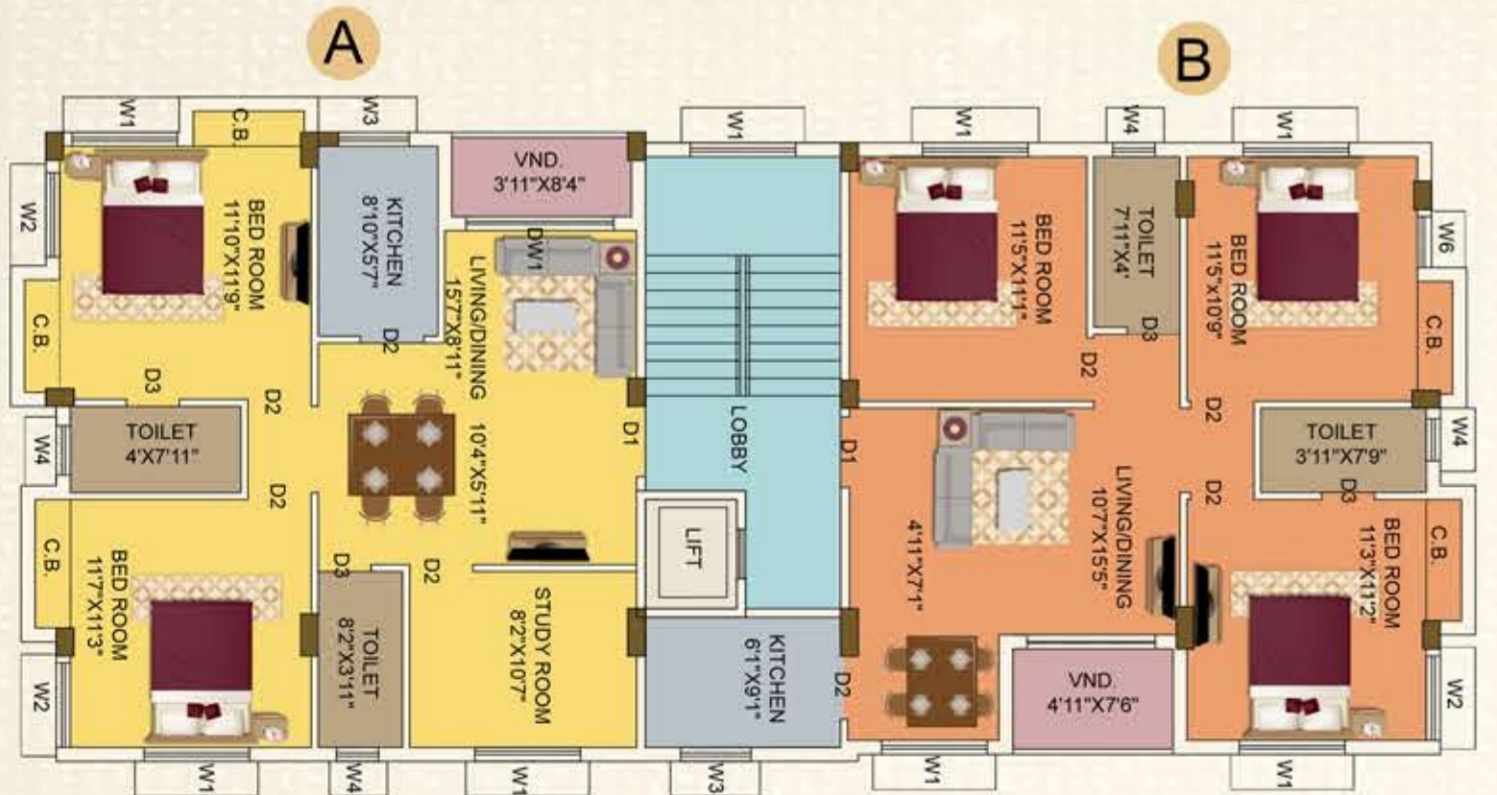 A
B
W1
C.B.
W3
W1
W1
W4
W1
W2
BED ROOM
11'10"X11'9"
KITCHEN
8'10"X5'7"
VND.
3'11"X8'4"
DW1
LIVING/DINING
15'7"X8'11"
BED ROOM
11'5"X11'1"
TOILET
7'11"X4'
BED ROOM
11'5"x10'9"
W6
C.B.
D2
D3
D2
C.B.
D3
D2
D2
TOILET
4'X7'11"
W4
10'4"X5'11"
D1
LOBBY
D1
TOILET
3'11"X7'9"
W4
D2
D2
D3
LIFT
4'11"X7'1"
LIVING/DINING
10'7"X15'5"
C.B.
BED ROOM
11'7"X11'3"
D3
D2
BED ROOM
11'3"X11'2"
C.B.
TOILET
8'2"X3'11"
STUDY ROOM
8'2"X10'7"
KITCHEN
6'1"X9'1"
D2
VND.
4'11"X7'6"
W2
W2
W1
W4
W1
W3
W1
W1